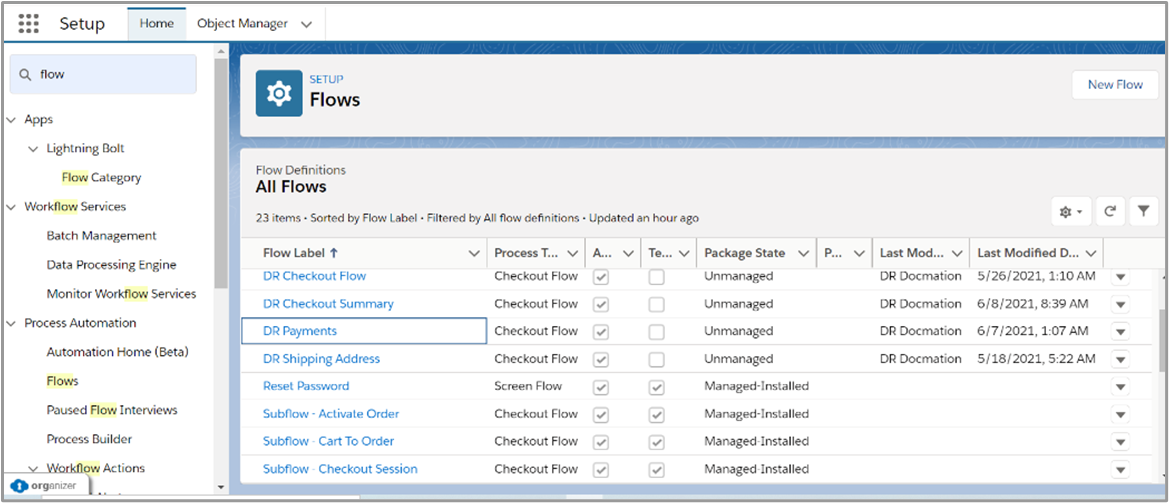 Setup Home Object Manager
flow
Apps
Lightning Bolt
Flow Category
Workflow Services
Batch Management
Data Processing Engine
Monitor Workflow Services
Process Automation
Automation Home (Beta)
Flows
Paused Flow Interviews
Process Builder
Workflow Actions
organizer
SETUP
Flows
New Flow
Flow Definitions
All Flows
23 items • Sorted by Flow Label • Filtered by All flow definitions • Updated an hour ago
Flow Label ↑ Process T... A... Te... Package State P... Last Mod... Last Modified D...
DR Checkout Flow Checkout Flow Unmanaged DR Docmation 5/26/2021, 1:10 AM
DR Checkout Summary Checkout Flow Unmanaged DR Docmation 6/8/2021, 8:39 AM
DR Payments Checkout Flow Unmanaged DR Docmation 6/7/2021, 1:07 AM
DR Shipping Address Checkout Flow Unmanaged DR Docmation 5/18/2021, 5:22 AM
Reset Password Screen Flow Managed-Installed
Subflow - Activate Order Checkout Flow Managed-Installed
Subflow - Cart To Order Checkout Flow Managed-Installed
Subflow - Checkout Session Checkout Flow Managed-Installed